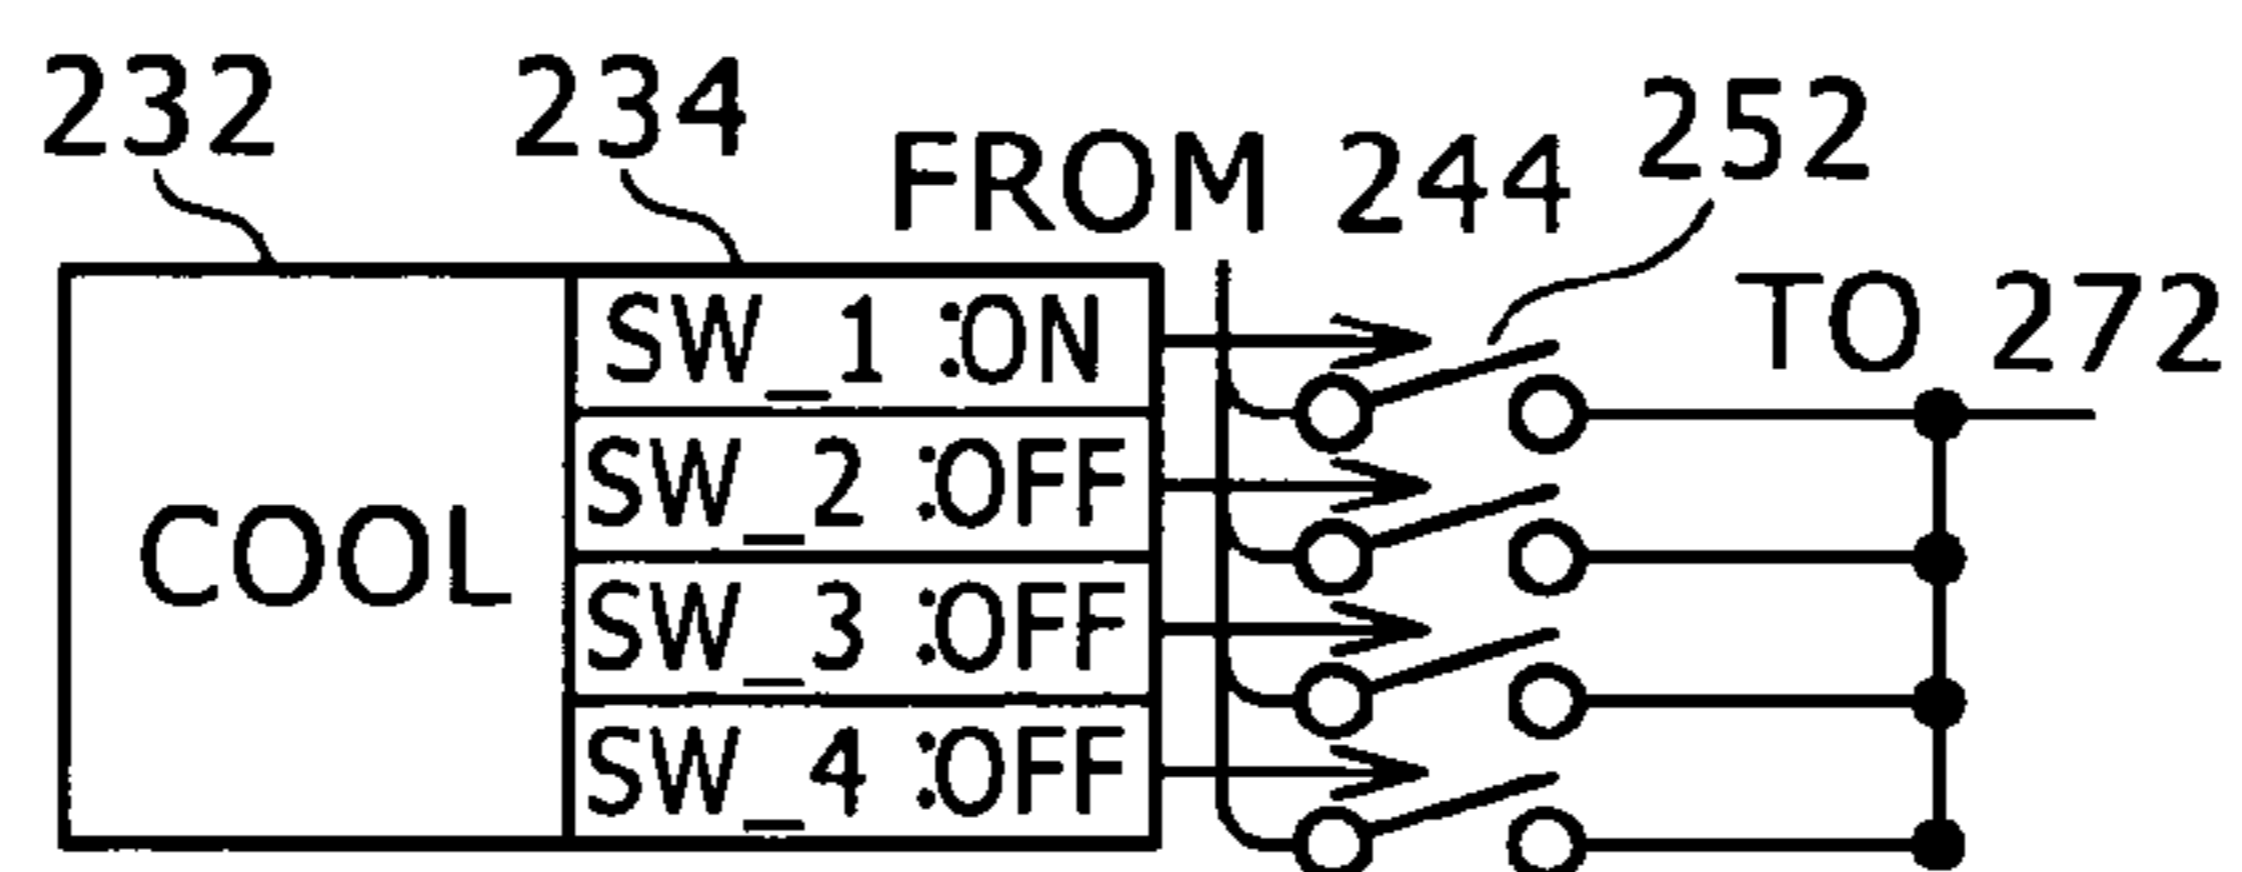 232
234
FROM 244
252
TO 272
COOL
SW_1 :ON
SW_2 :OFF
SW_3 :OFF
SW_4 :OFF